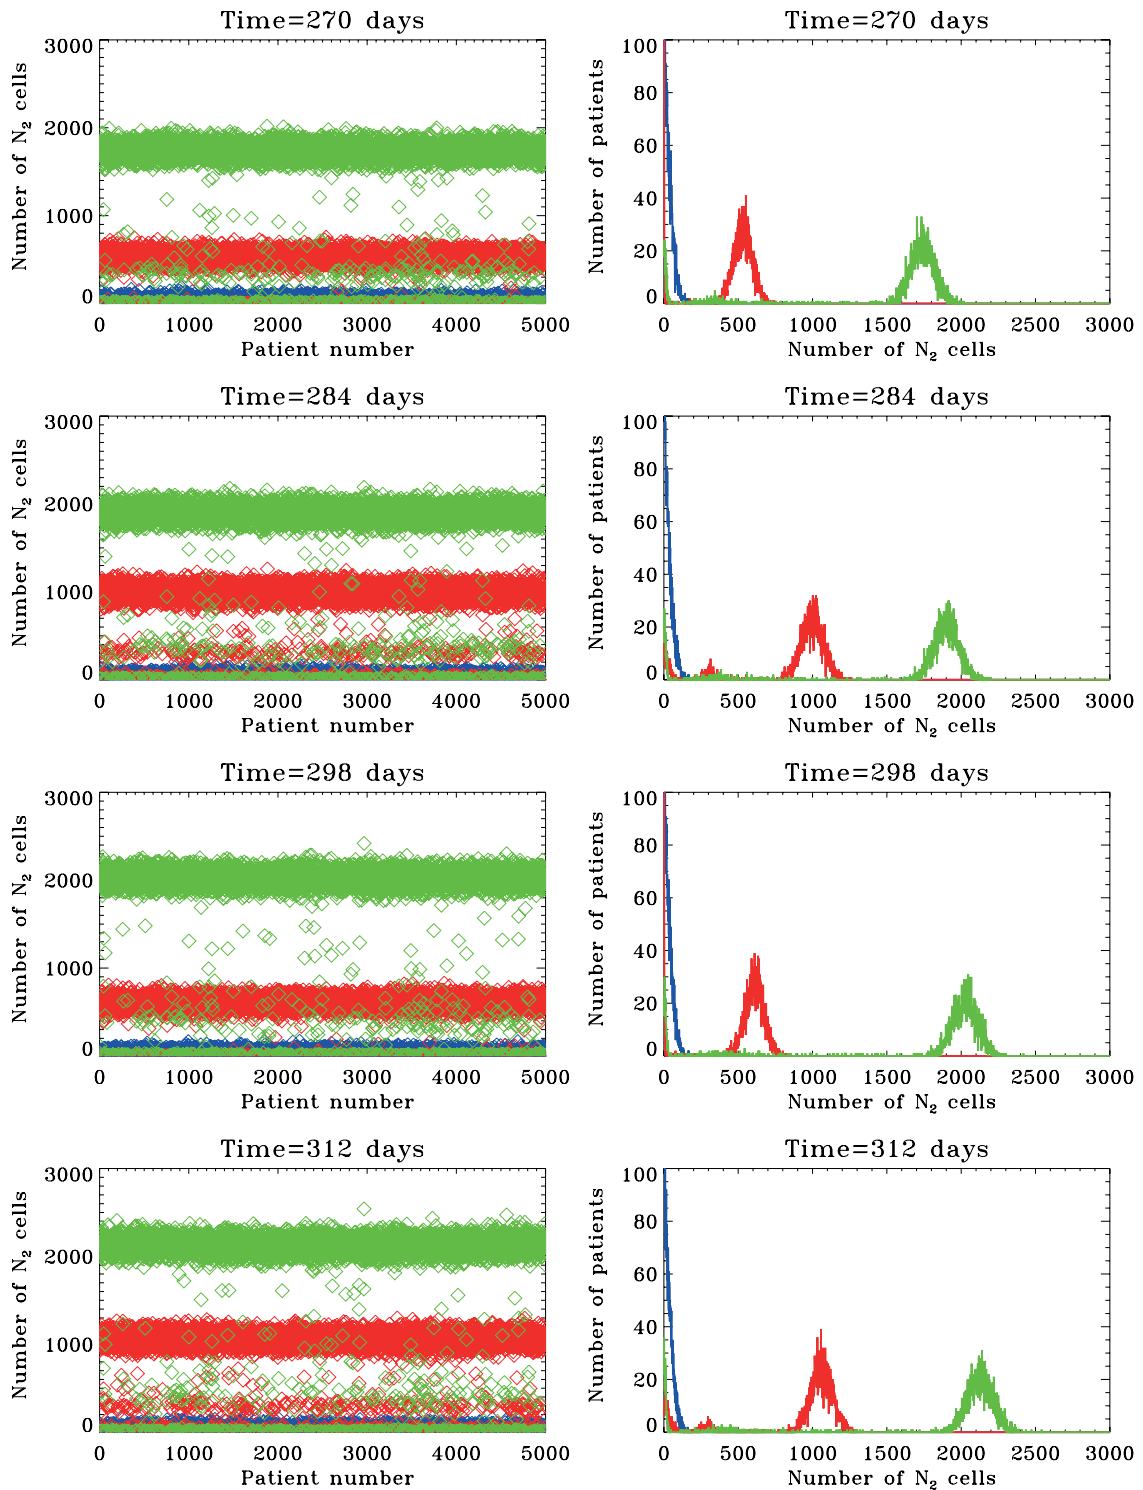 Time=270 days
Number of N2 cells
3000
2000
1000
0
0 1000 2000 3000 4000 5000
Patient number
Time=270 days
Number of patients
100
80
60
40
20
0
0 500 1000 1500 2000 2500 3000
Number of N2 cells
Time=284 days
Number of N2 cells
3000
2000
1000
0
0 1000 2000 3000 4000 5000
Patient number
Time=284 days
Number of patients
100
80
60
40
20
0
0 500 1000 1500 2000 2500 3000
Number of N2 cells
Time=298 days
Number of N2 cells
3000
2000
1000
0
0 1000 2000 3000 4000 5000
Patient number
Time=298 days
Number of patients
100
80
60
40
20
0
0 500 1000 1500 2000 2500 3000
Number of N2 cells
Time=312 days
Number of N2 cells
3000
2000
1000
0
0 1000 2000 3000 4000 5000
Patient number
Time=312 days
Number of patients
100
80
60
40
20
0
0 500 1000 1500 2000 2500 3000
Number of N2 cells